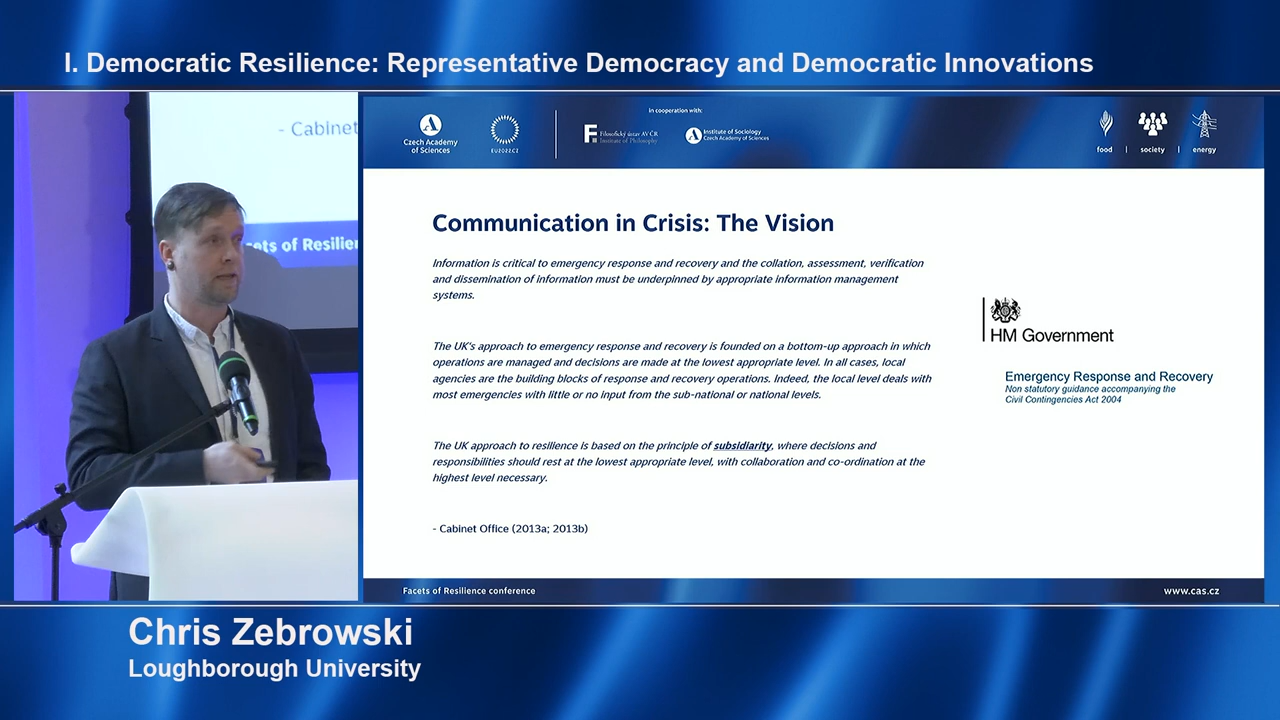 I. Democratic Resilience: Representative Democracy and Democratic Innovations
- Cabinet
acets of Resilien
In cooperation with:
Czech Academy
of Sciences
EU2022.CZ
Filosofický ústav AV ČR
Institute of Philosophy
Institute of Sociology
Czech Academy of Sciences
food | society | energy
Communication in Crisis: The Vision
Information is critical to emergency response and recovery and the collation, assessment, verification
and dissemination of information must be underpinned by appropriate information management
systems.
The UK's approach to emergency response and recovery is founded on a bottom-up approach in which
operations are managed and decisions are made at the lowest appropriate level. In all cases, local
agencies are the building blocks of response and recovery operations. Indeed, the local level deals with
most emergencies with little or no input from the sub-national or national levels.
The UK approach to resilience is based on the principle of subsidiarity, where decisions and
responsibilities should rest at the lowest appropriate level, with collaboration and co-ordination at the
highest level necessary.
- Cabinet Office (2013a; 2013b)
HM Government
Emergency Response and Recovery
Non statutory guidance accompanying the
Civil Contingencies Act 2004
Facets of Resilience conference
www.cas.cz
Chris Zebrowski
Loughborough University